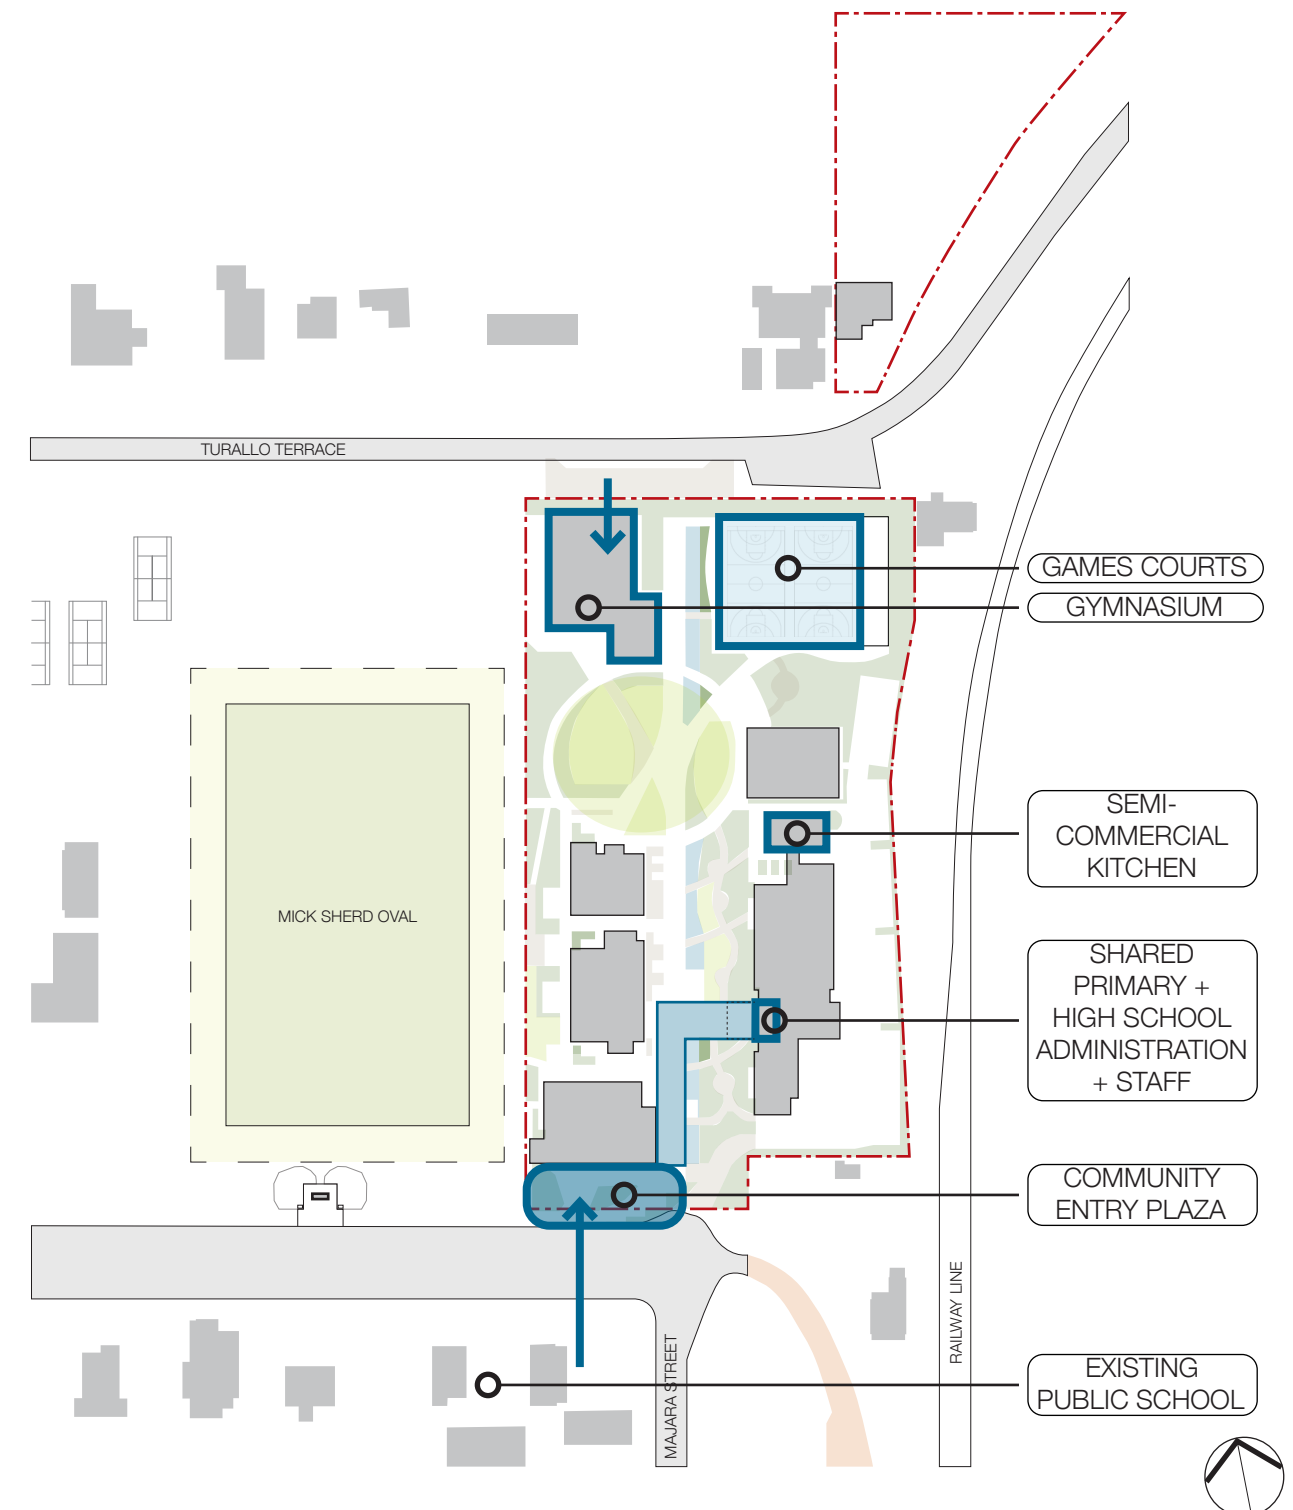 TURALLO TERRACE
GAMES COURTS
GYMNASIUM
SEMI-
COMMERCIAL
KITCHEN
MICK SHERD OVAL
SHARED
PRIMARY +
HIGH SCHOOL
ADMINISTRATION
+ STAFF
COMMUNITY
ENTRY PLAZA
RAILWAY LINE
MAJARA STREET
EXISTING
PUBLIC SCHOOL